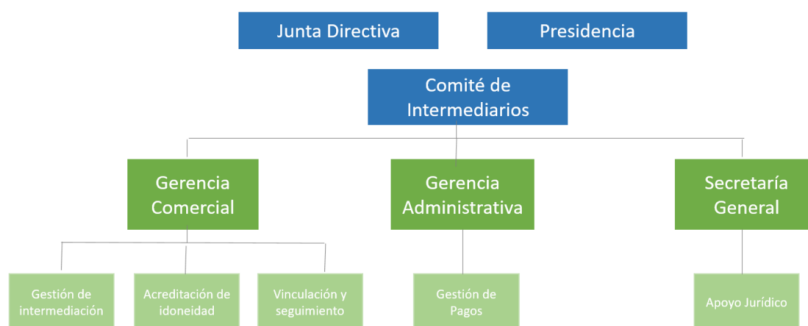 Junta Directiva
Presidencia
Comité de
Intermediarios
Gerencia
Comercial
Gerencia
Administrativa
Secretaría
General
Gestión de
intermediación
Acreditación de
idoneidad
Vinculación y
seguimiento
Gestión de
Pagos
Apoyo Jurídico